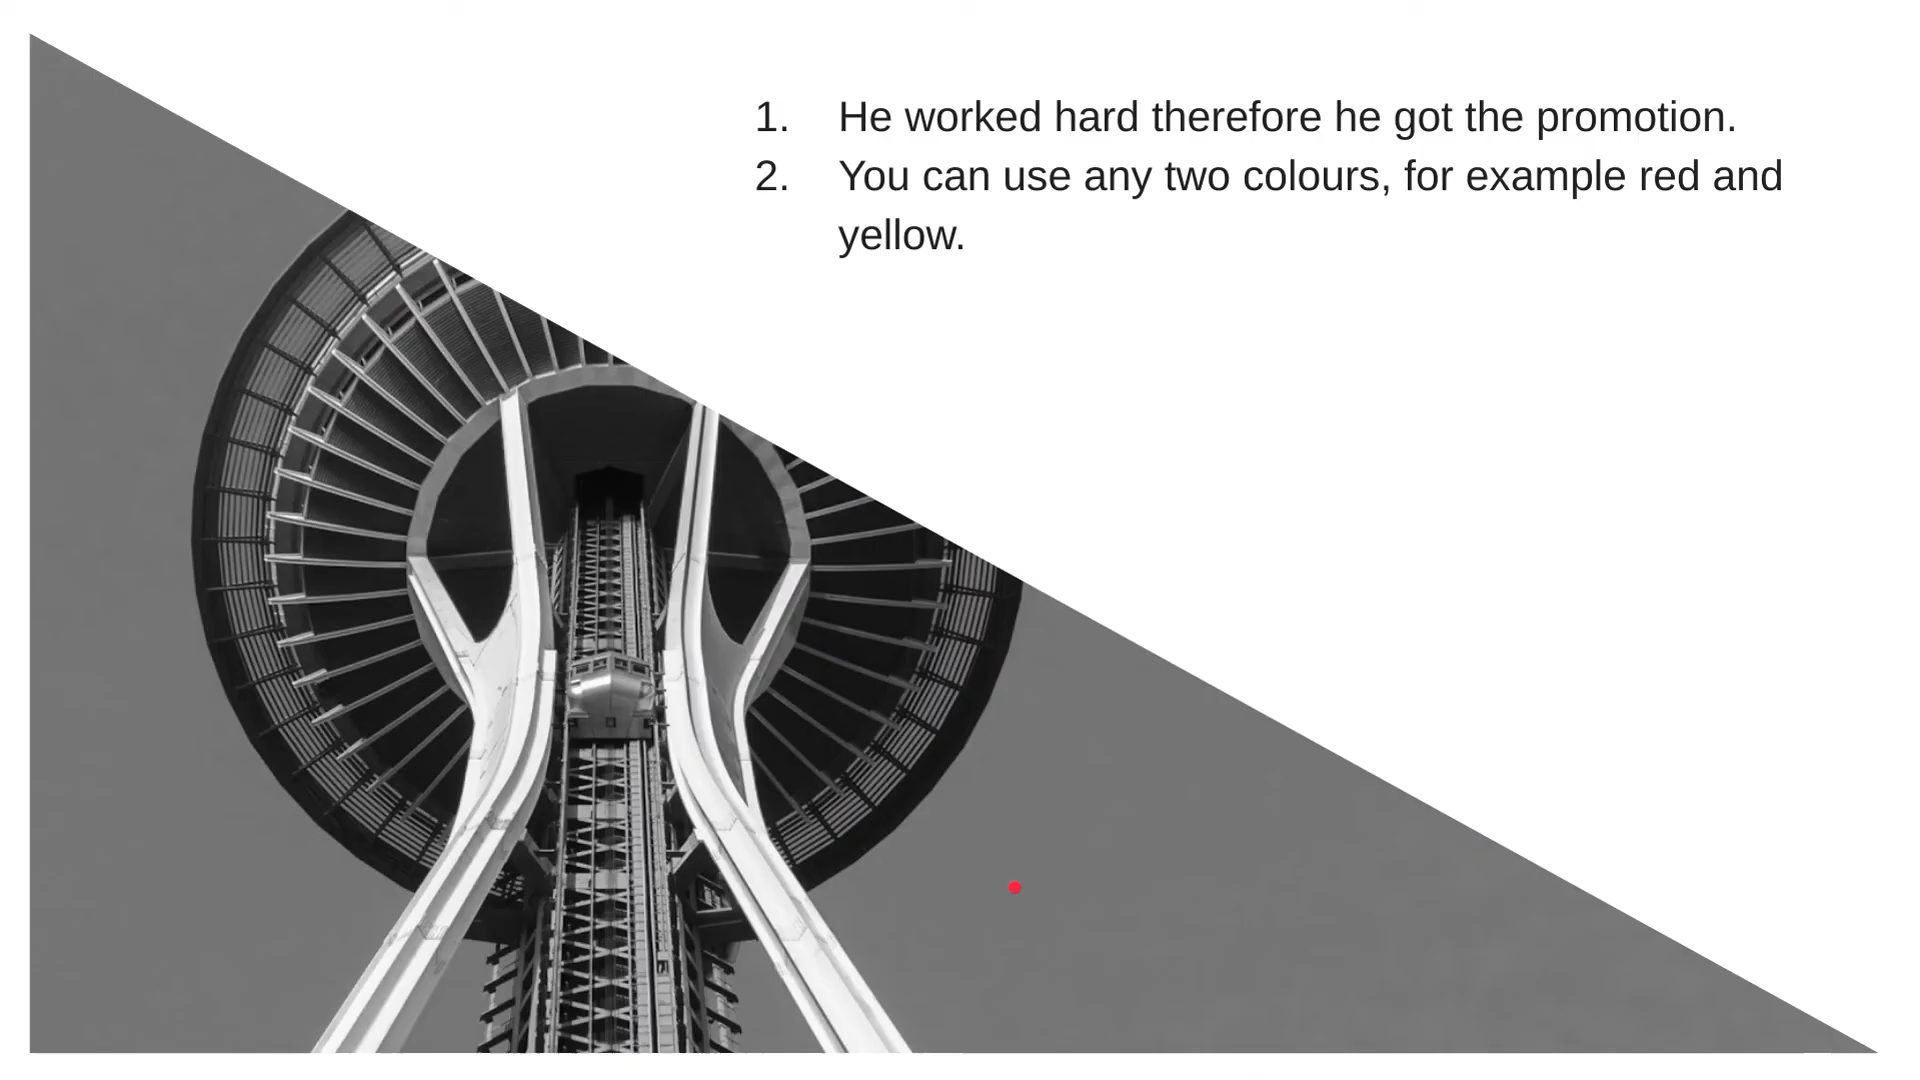 1. He worked hard therefore he got the promotion.
2. You can use any two colours, for example red and
yellow.